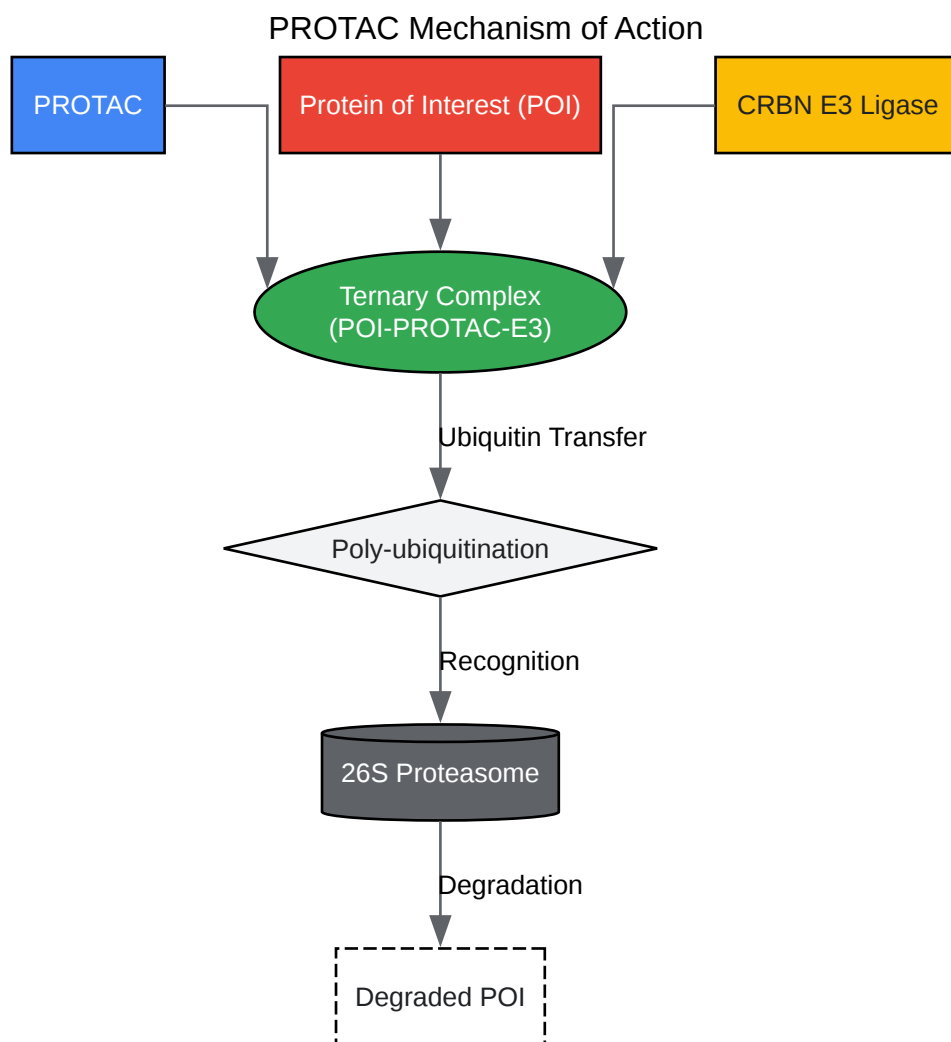 PROTAC Mechanism of Action
PROTAC
Protein of Interest (POI)
CRBN E3 Ligase
Ternary Complex
(POI-PROTAC-E3)
Ubiquitin Transfer
Poly-ubiquitination
Recognition
26S Proteasome
Degradation
Degraded POI